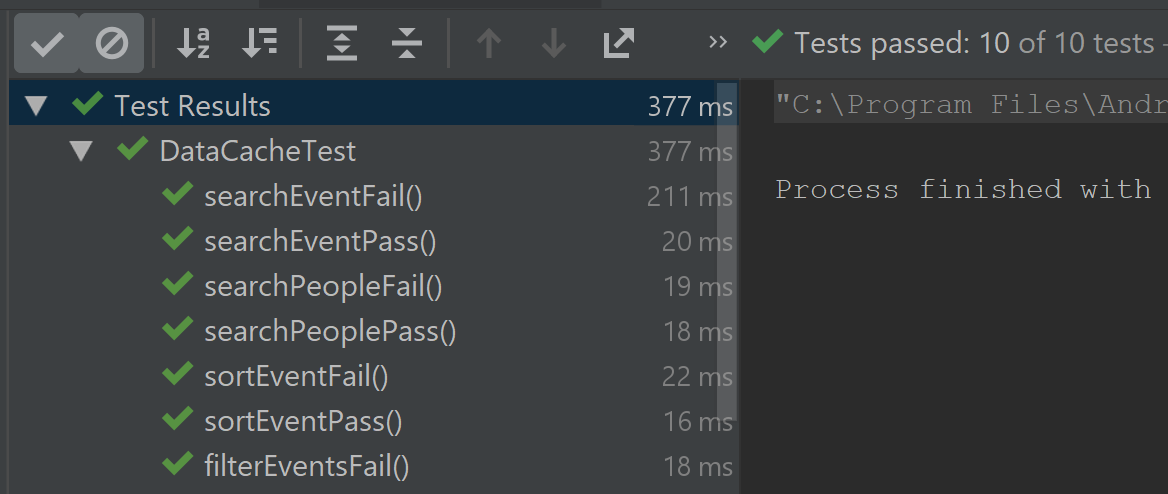 Tests passed: 10 of 10 tests –
Test Results 377 ms
DataCacheTest 377 ms
searchEventFail() 211 ms
searchEventPass() 20 ms
searchPeopleFail() 19 ms
searchPeoplePass() 18 ms
sortEventFail() 22 ms
sortEventPass() 16 ms
filterEventsFail() 18 ms
"C:\Program Files\Andr
Process finished with